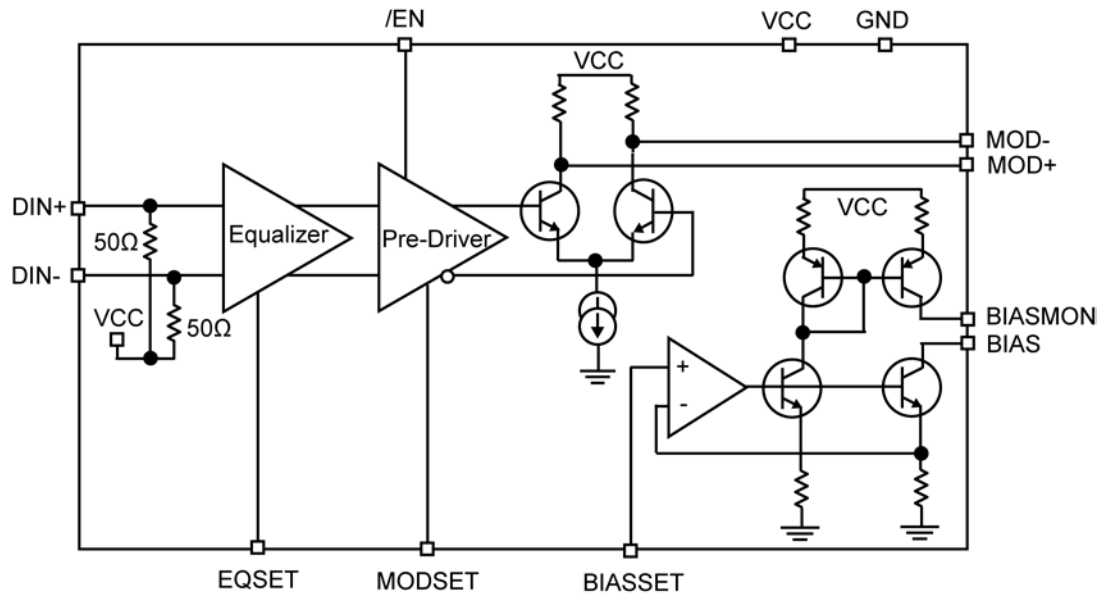 /EN
VCC
GND
VCC
MOD-
MOD+
DIN+
50Ω
Equalizer
Pre-Driver
VCC
DIN-
VCC
50Ω
BIASMONI
BIAS
+
-
EQSET
MODSET
BIASSET